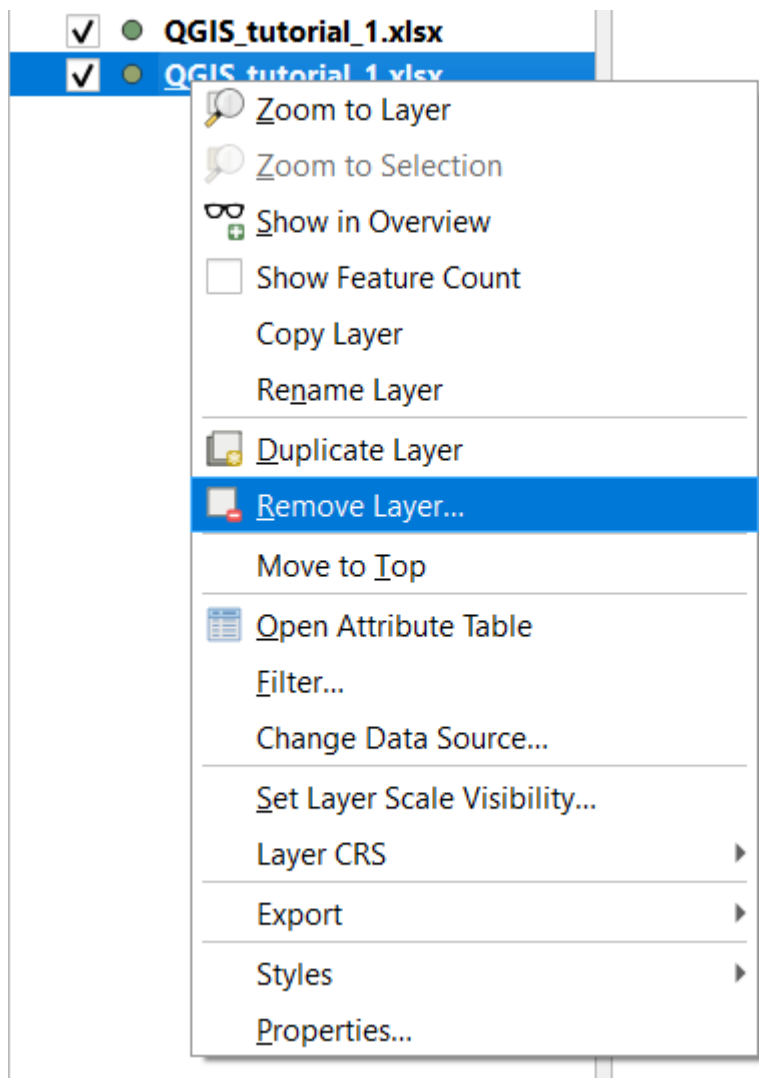 QGIS_tutorial_1.xlsx
QGIS_tutorial_1.xlsx
Zoom to Layer
Zoom to Selection
Show in Overview
Show Feature Count
Copy Layer
Rename Layer
Duplicate Layer
Remove Layer...
Move to Top
Open Attribute Table
Filter...
Change Data Source...
Set Layer Scale Visibility...
Layer CRS
Export
Styles
Properties...